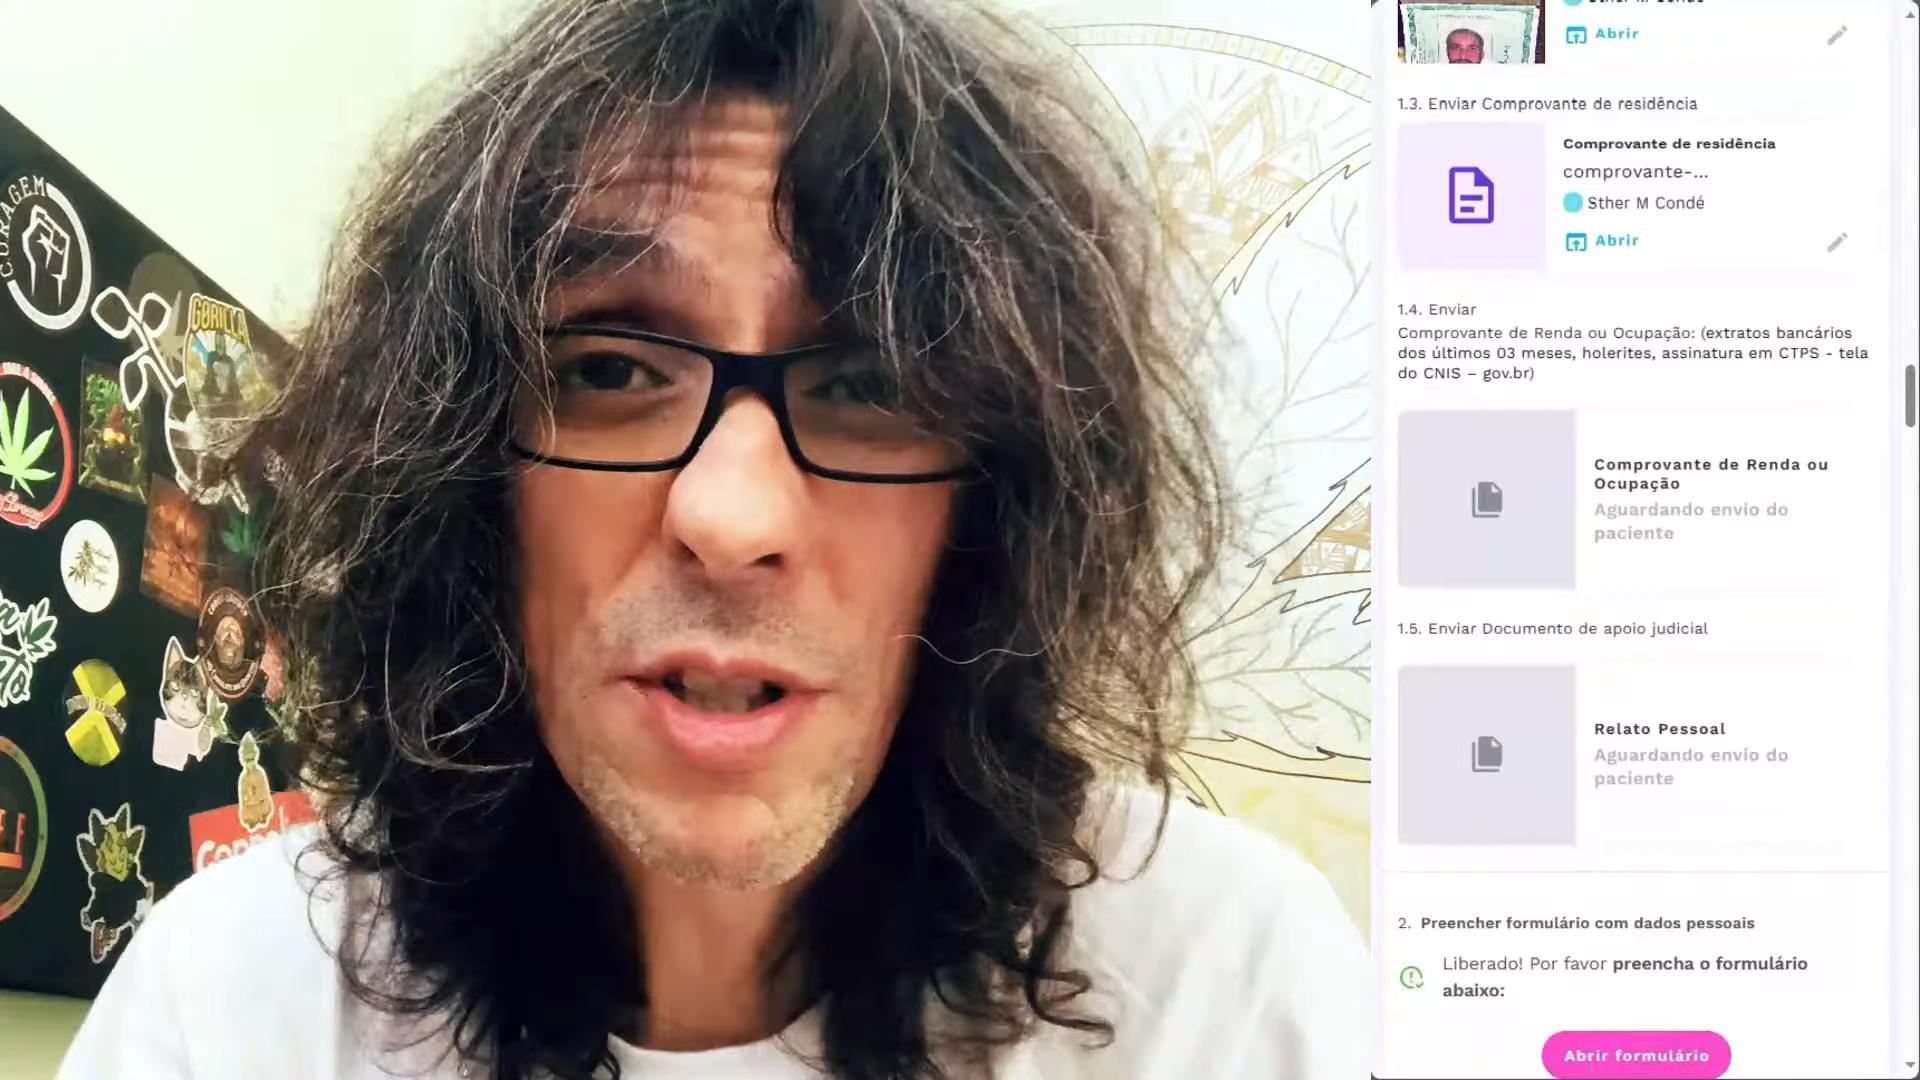 CORAGEM
GORILLA
Abrir
1.3. Enviar Comprovante de residência
Comprovante de residência
comprovante-...
Sther M Condé
Abrir
1.4. Enviar
Comprovante de Renda ou Ocupação: (extratos bancários
dos últimos 03 meses, holerites, assinatura em CTPS - tela
do CNIS – gov.br)
Comprovante de Renda ou
Ocupação
Aguardando envio do
paciente
1.5. Enviar Documento de apoio judicial
Relato Pessoal
Aguardando envio do
paciente
2. Preencher formulário com dados pessoais
Liberado! Por favor preencha o formulário
abaixo:
Abrir formulário